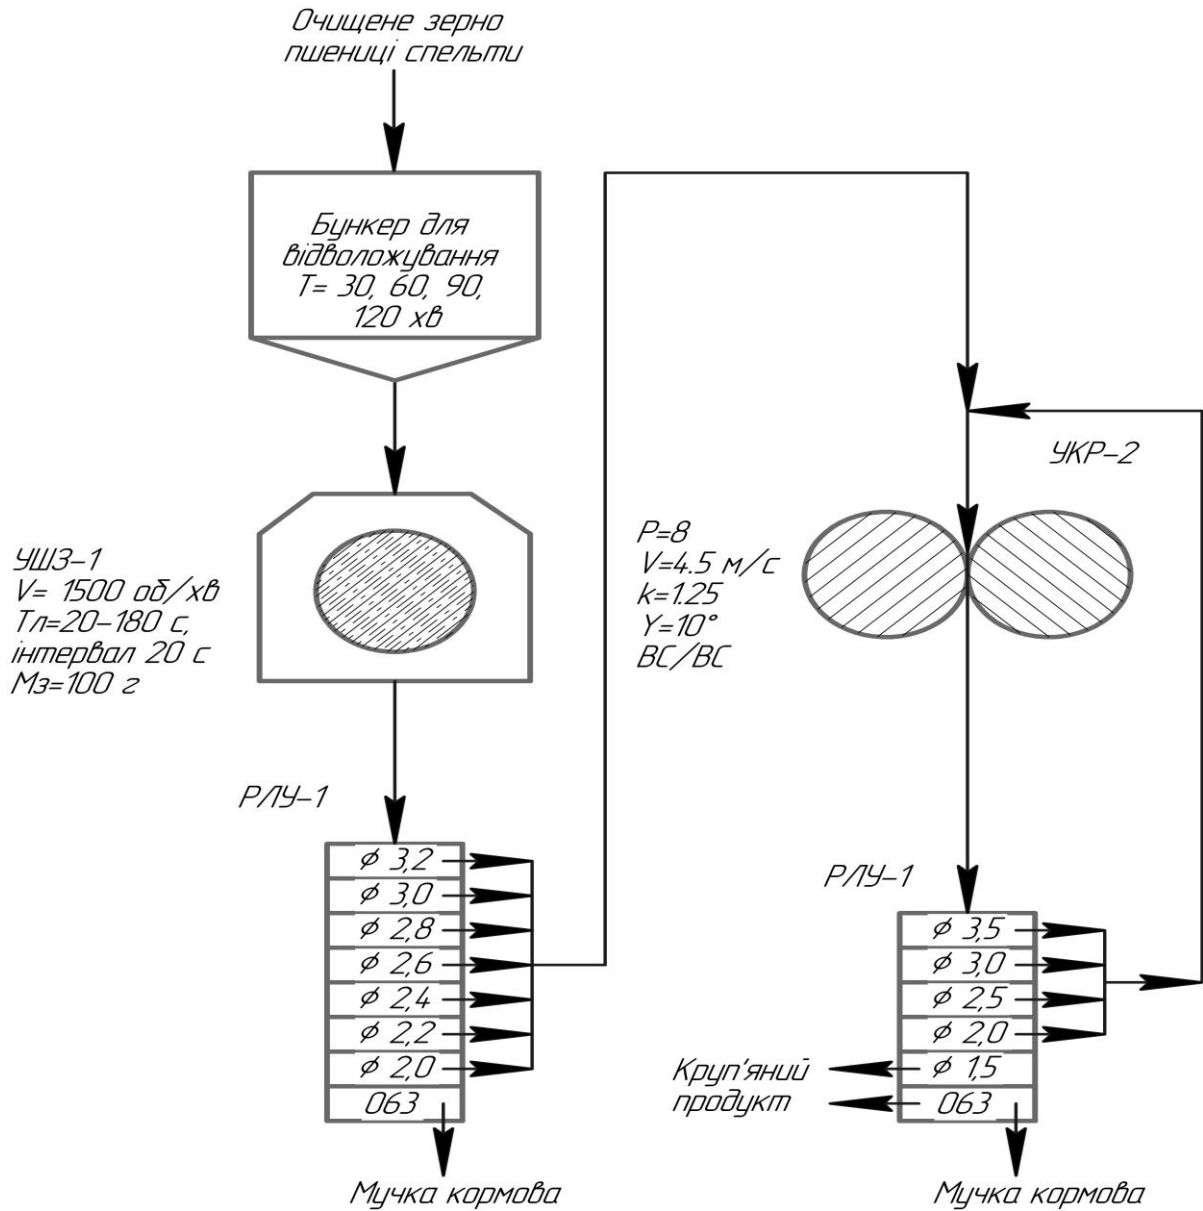 Очищене зерно
пшениці спельти
Бункер для
відволожування
Т= 30, 60, 90,
120 хв
УШЗ-1
V= 1500 об/хв
Тл=20-180 с,
інтервал 20 с
Мз=100 г
РЛУ-1
ϕ 3,2
ϕ 3,0
ϕ 2,8
ϕ 2,6
ϕ 2,4
ϕ 2,2
ϕ 2,0
063
Мучка кормова
УКР-2
Р=8
V=4.5 м/с
k=1.25
Y=10°
ВС/ВС
РЛУ-1
ϕ 3,5
ϕ 3,0
ϕ 2,5
ϕ 2,0
ϕ 1,5
063
Круп'яний
продукт
Мучка кормова